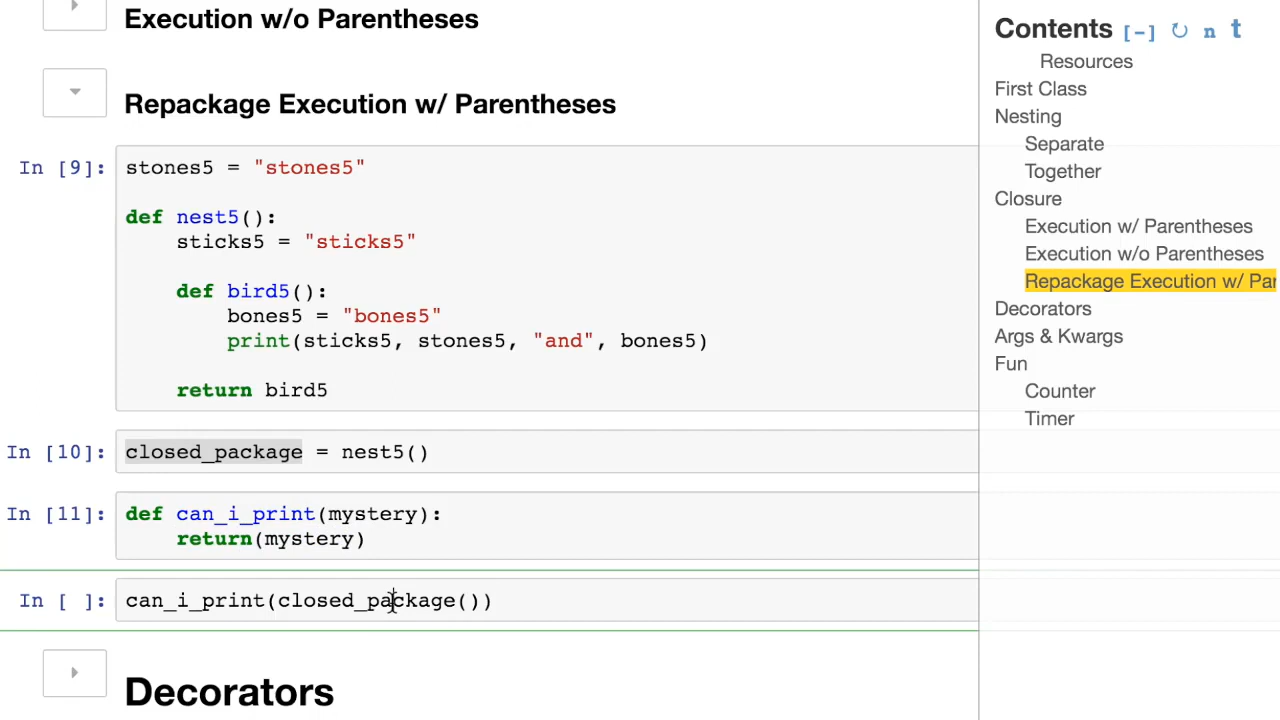 Execution w/o Parentheses
Repackage Execution w/ Parentheses
In [9]:
stones5 = "stones5"
def nest5():
sticks5 = "sticks5"
def bird5():
bones5 = "bones5"
print(sticks5, stones5, "and", bones5)
return bird5
In [10]:
closed_package = nest5()
In [11]:
def can_i_print(mystery):
return(mystery)
In [ ]:
can_i_print(closed_package())
Decorators
Contents [-] ↻ n t
Resources
First Class
Nesting
Separate
Together
Closure
Execution w/ Parentheses
Execution w/o Parentheses
Repackage Execution w/ Par
Decorators
Args & Kwargs
Fun
Counter
Timer